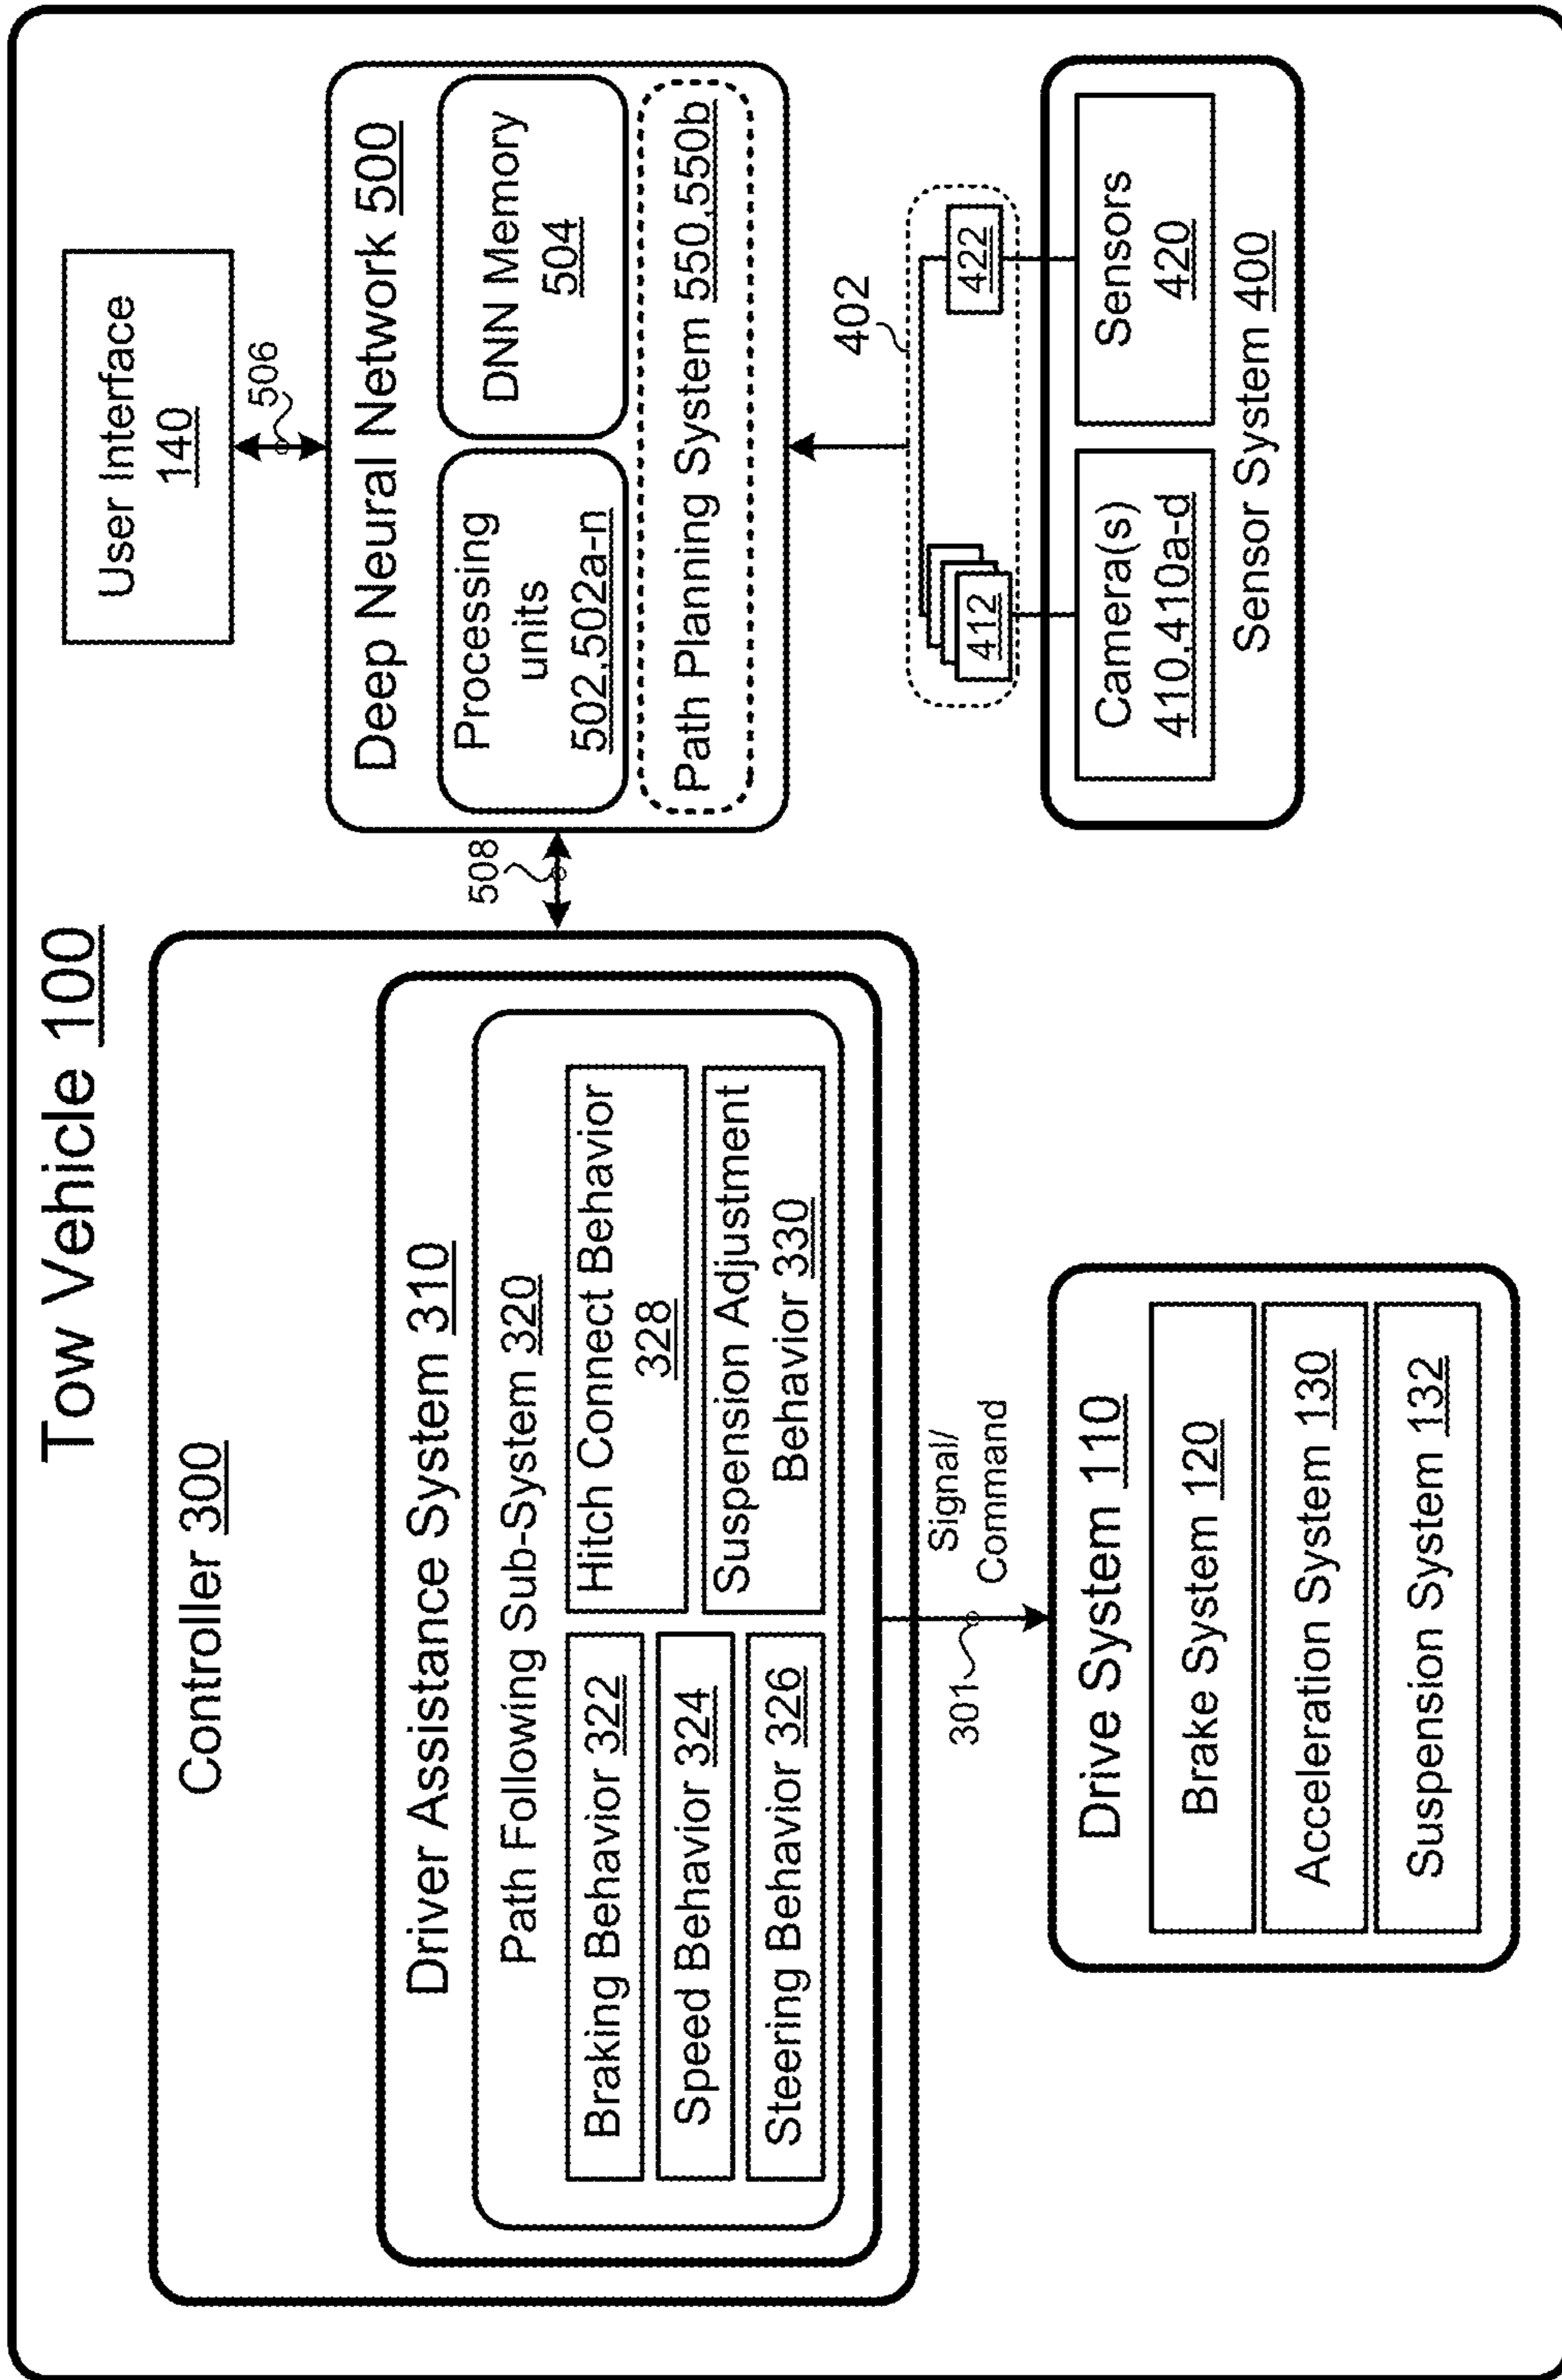 Tow Vehicle 100
Controller 300
Driver Assistance System 310
Path Following Sub-System 320
Braking Behavior 322
Speed Behavior 324
Steering Behavior 326
Hitch Connect Behavior
328
Suspension Adjustment
Behavior 330
301
Signal/
Command
Drive System 110
Brake System 120
Acceleration System 130
Suspension System 132
508
User Interface
140
506
Deep Neural Network 500
Processing
units
502,502a-n
DNN Memory
504
Path Planning System 550,550b
402
412
422
Camera(s)
410,410a-d
Sensors
420
Sensor System 400